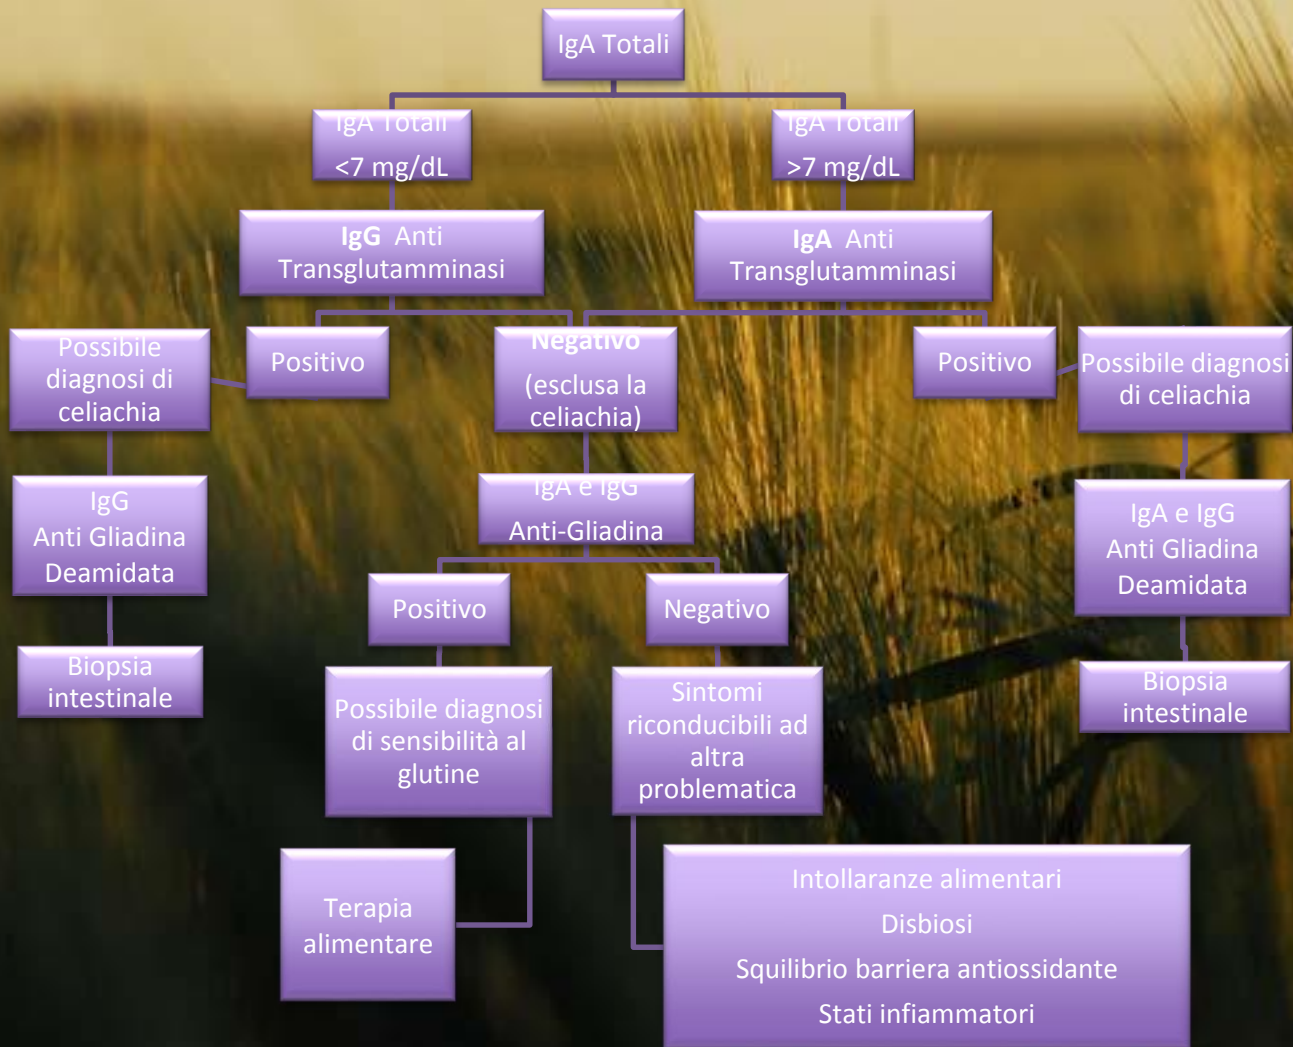 IgA Totali
IgA Totali
<7 mg/dL
IgA Totali
>7 mg/dL
IgG Anti
Transglutamminasi
IgA Anti
Transglutamminasi
Possibile
diagnosi di
celiachia
Positivo
Negativo
(esclusa la
celiachia)
Positivo
Possibile diagnosi
di celiachia
IgG
Anti Gliadina
Deamidata
IgA e IgG
Anti-Gliadina
IgA e IgG
Anti Gliadina
Deamidata
Positivo
Negativo
Biopsia
intestinale
Possibile diagnosi
di sensibilità al
glutine
Sintomi
riconducibili ad
altra
problematica
Biopsia
intestinale
Terapia
alimentare
Intollaranze alimentari
Disbiosi
Squilibrio barriera antiossidante
Stati infiammatori